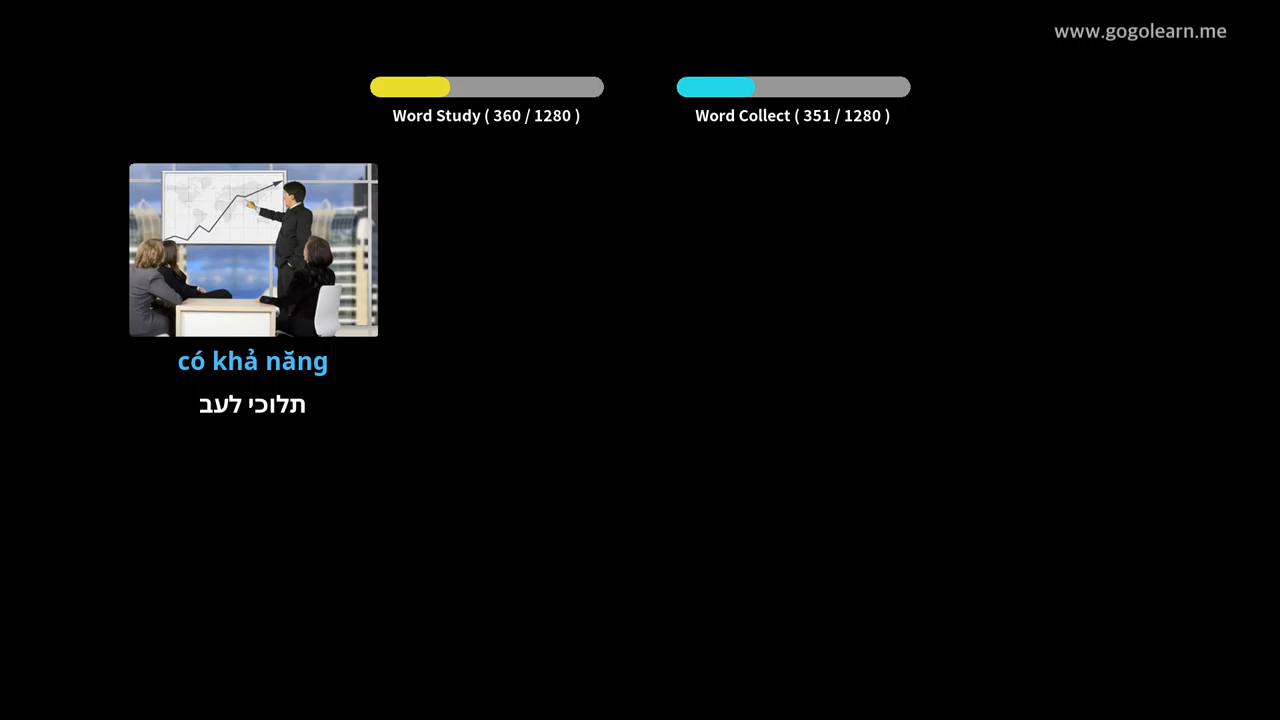 www.gogolearn.me
Word Study ( 360 / 1280 )
Word Collect ( 351 / 1280 )
có khả năng
תלוכי לעב